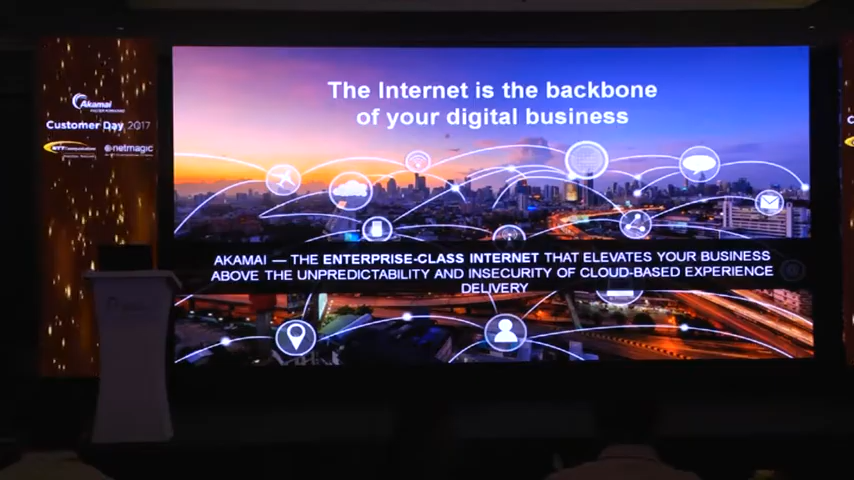 Akamai
Customer Day 2017
netmagic
The Internet is the backbone
of your digital business
AKAMAI — THE ENTERPRISE-CLASS INTERNET THAT ELEVATES YOUR BUSINESS
ABOVE THE UNPREDICTABILITY AND INSECURITY OF CLOUD-BASED EXPERIENCE
DELIVERY